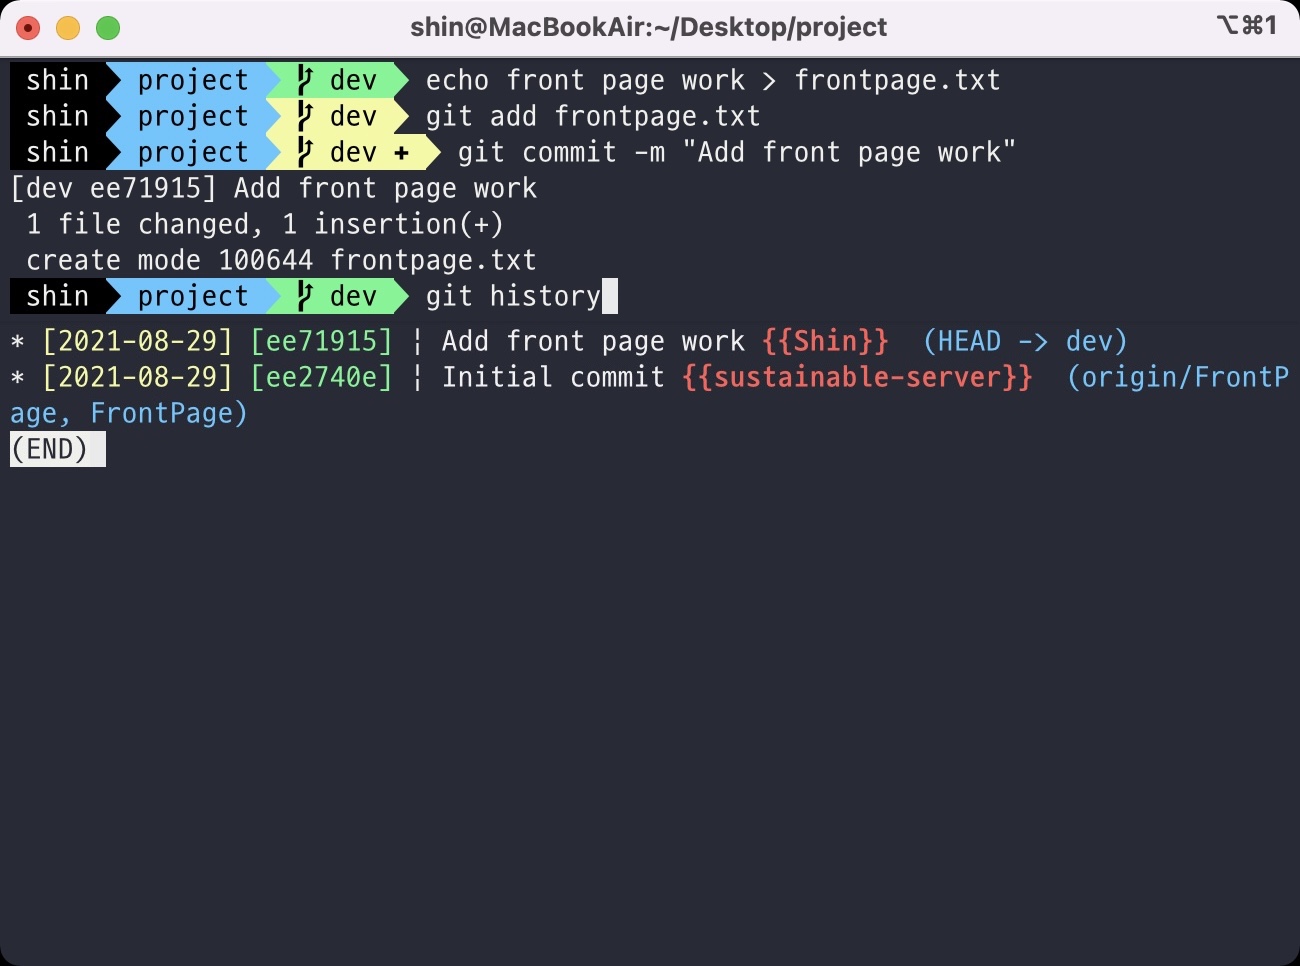 shin@MacBookAir:~/Desktop/project
⌥⌘1
shin project dev echo front page work > frontpage.txt
shin project dev git add frontpage.txt
shin project dev + git commit -m "Add front page work"
[dev ee71915] Add front page work
1 file changed, 1 insertion(+)
create mode 100644 frontpage.txt
shin project dev git history
* [2021-08-29] [ee71915] ¦ Add front page work {{Shin}} (HEAD -> dev)
* [2021-08-29] [ee2740e] ¦ Initial commit {{sustainable-server}} (origin/FrontP
age, FrontPage)
(END)